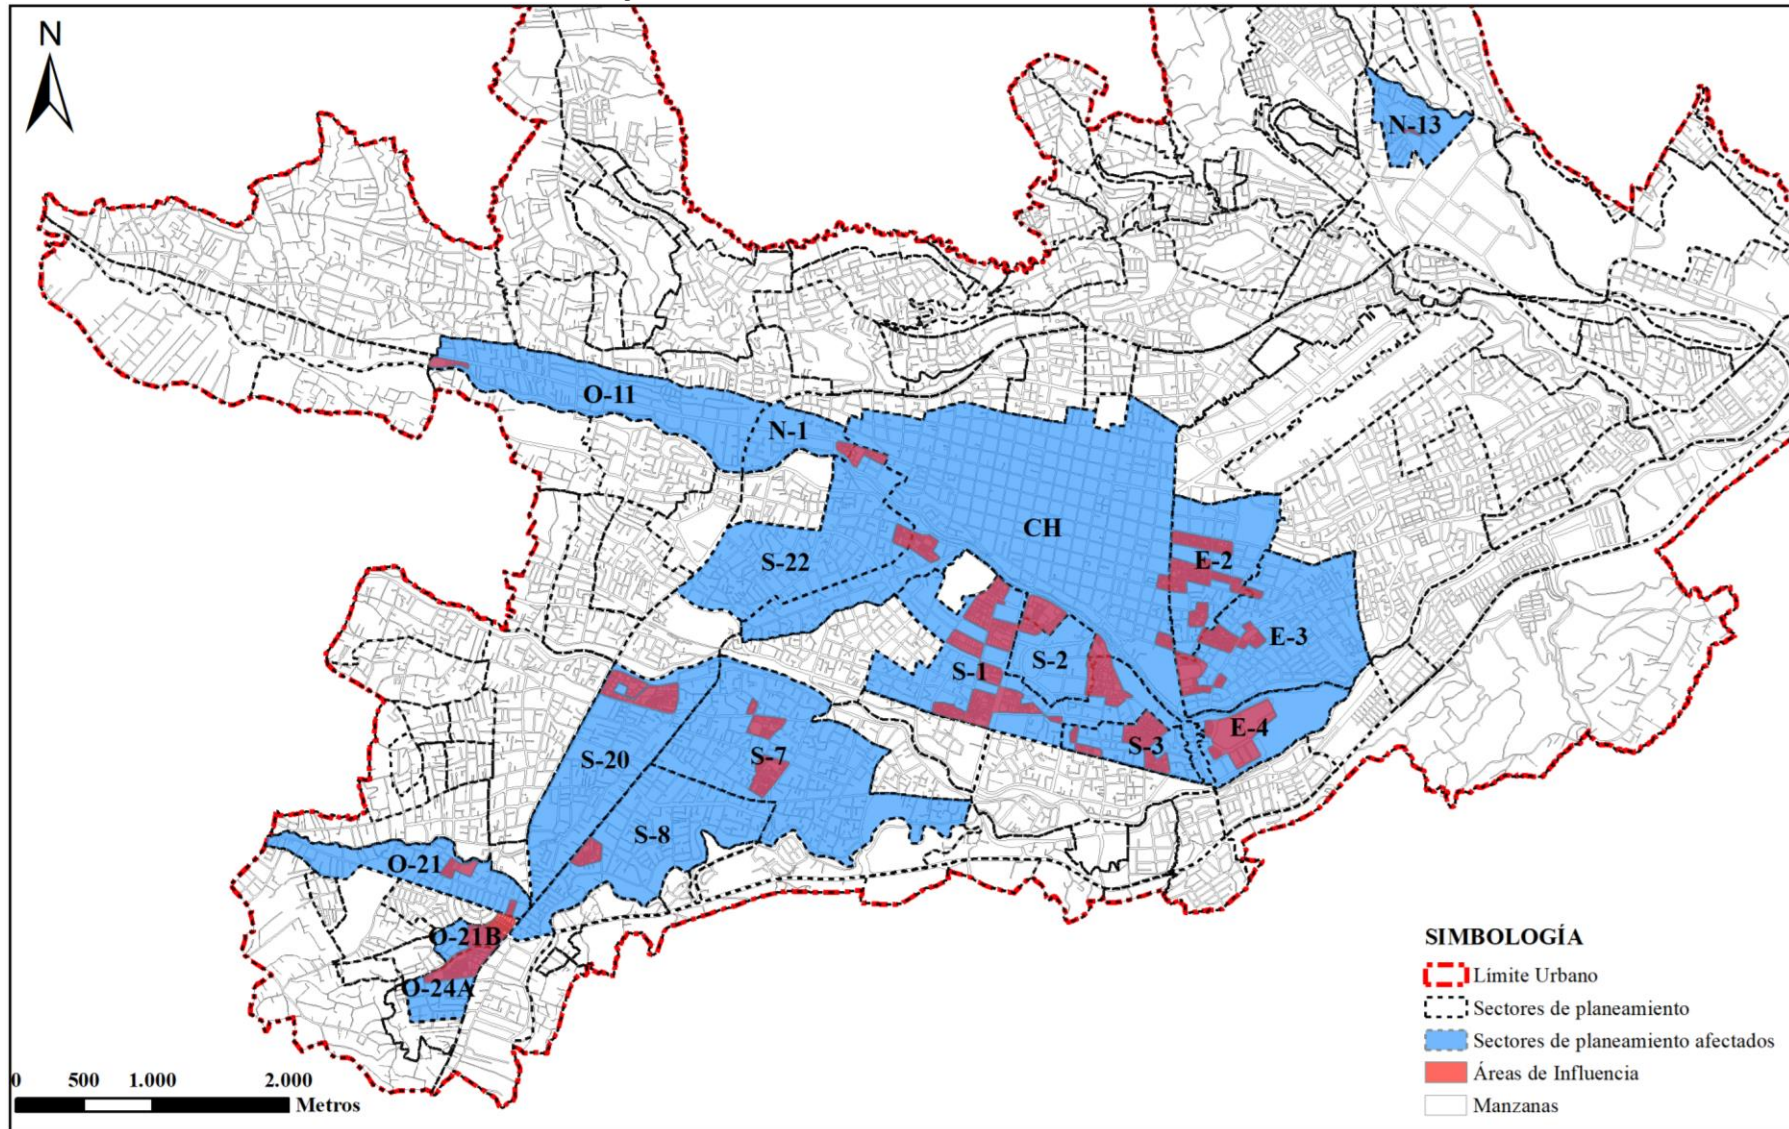 N
N-13
O-11
N-1
CH
S-22
E-2
E-3
S-1
S-2
E-4
S-3
S-7
S-20
S-8
O-21
O-21B
O-24A
SIMBOLOGÍA
Límite Urbano
Sectores de planeamiento
Sectores de planeamiento afectados
Áreas de Influencia
Manzanas
0 500 1.000 2.000
Metros